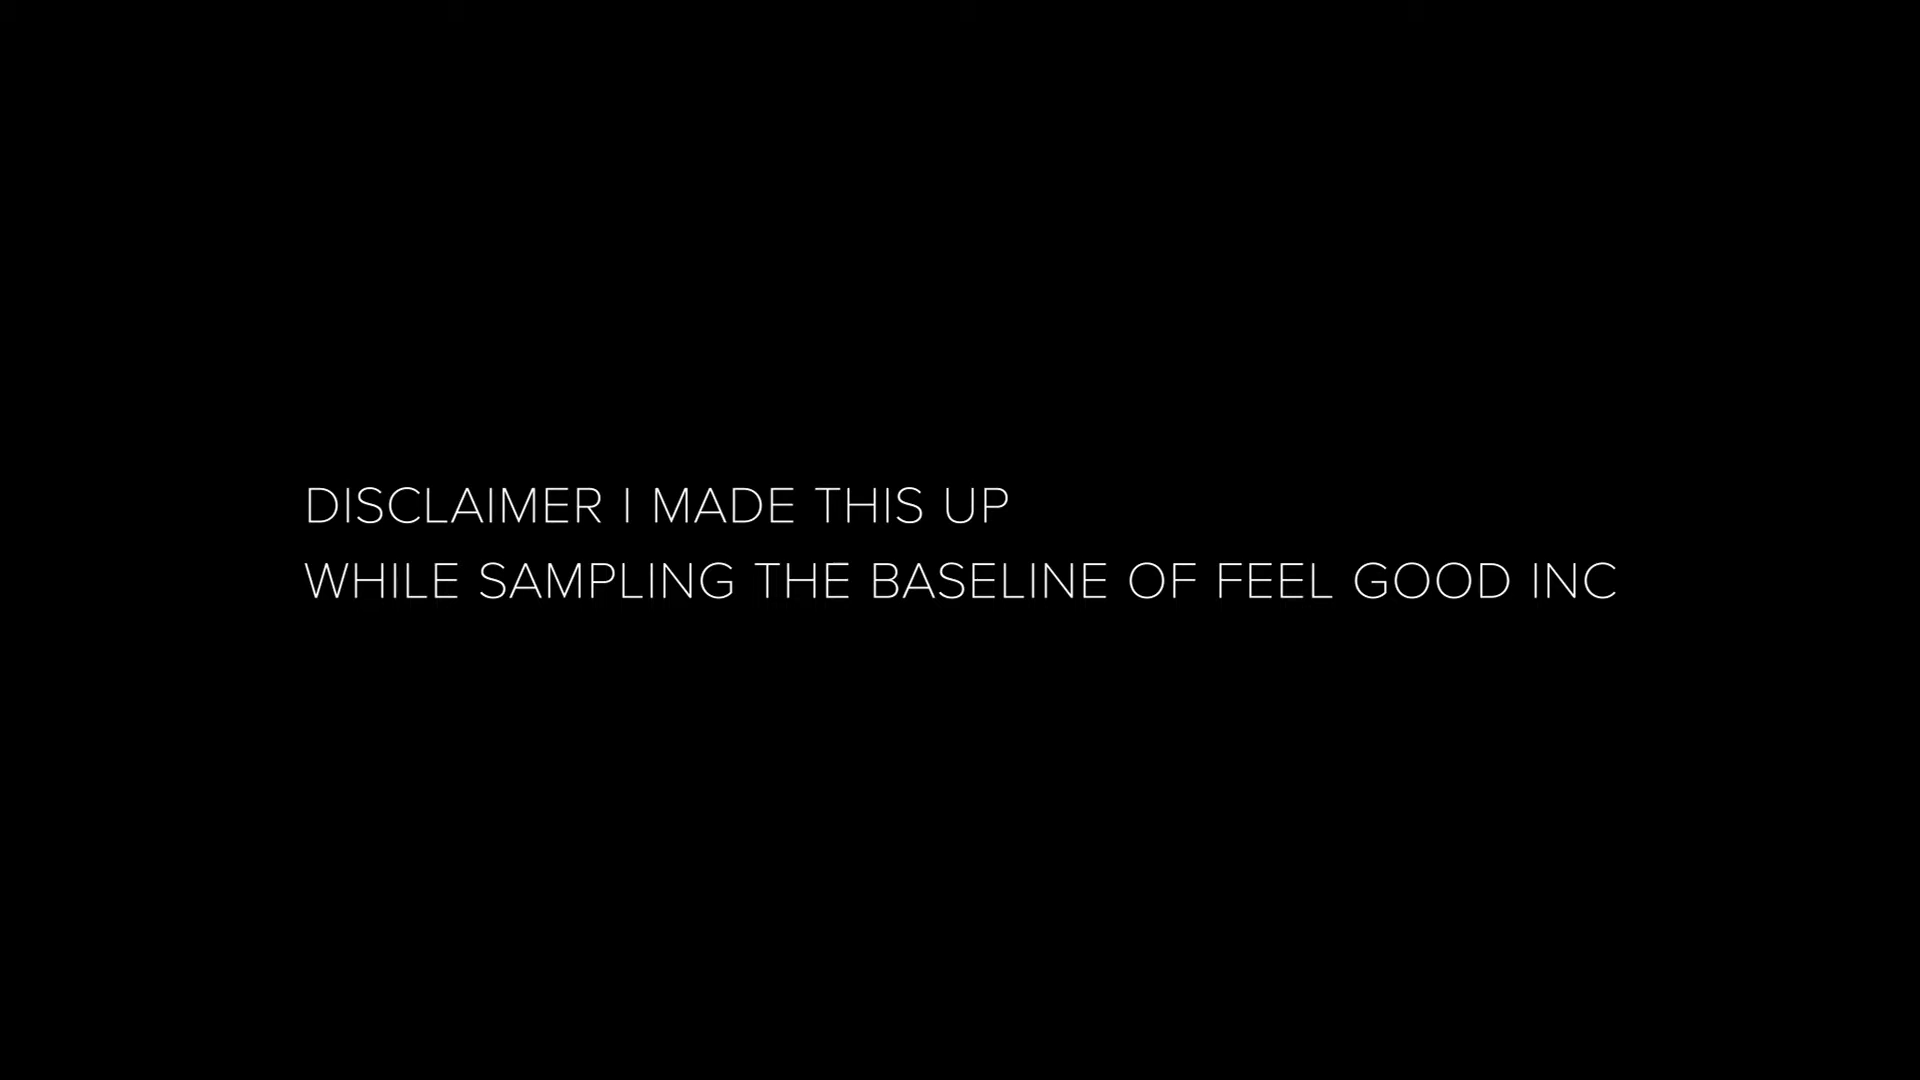 DISCLAIMER I MADE THIS UP
WHILE SAMPLING THE BASELINE OF FEEL GOOD INC